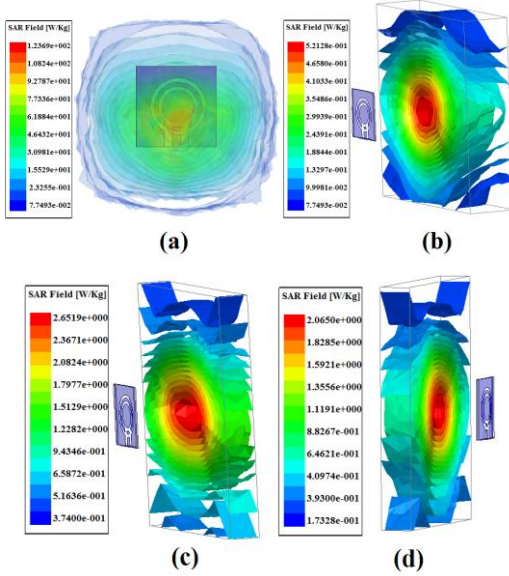 SAR Field [W/Kg]
1.2369e+002
1.0824e+002
9.2787e+001
7.7336e+001
6.1884e+001
4.6432e+001
3.0981e+001
1.5529e+001
2.3255e-001
7.7493e-002
(a)
SAR Field [W/Kg]
5.2128e-001
4.6580e-001
4.1033e-001
3.5486e-001
2.9939e-001
2.4391e-001
1.8844e-001
1.3297e-001
9.9981e-002
7.7493e-002
(b)
SAR Field [W/Kg]
2.6519e+000
2.3671e+000
2.0824e+000
1.7977e+000
1.5129e+000
1.2282e+000
9.4346e-001
6.5872e-001
5.1636e-001
3.7400e-001
(c)
SAR Field [W/Kg]
2.0650e+000
1.8285e+000
1.5921e+000
1.3556e+000
1.1191e+000
8.8267e-001
6.4621e-001
4.0974e-001
3.9300e-001
1.7328e-001
(d)